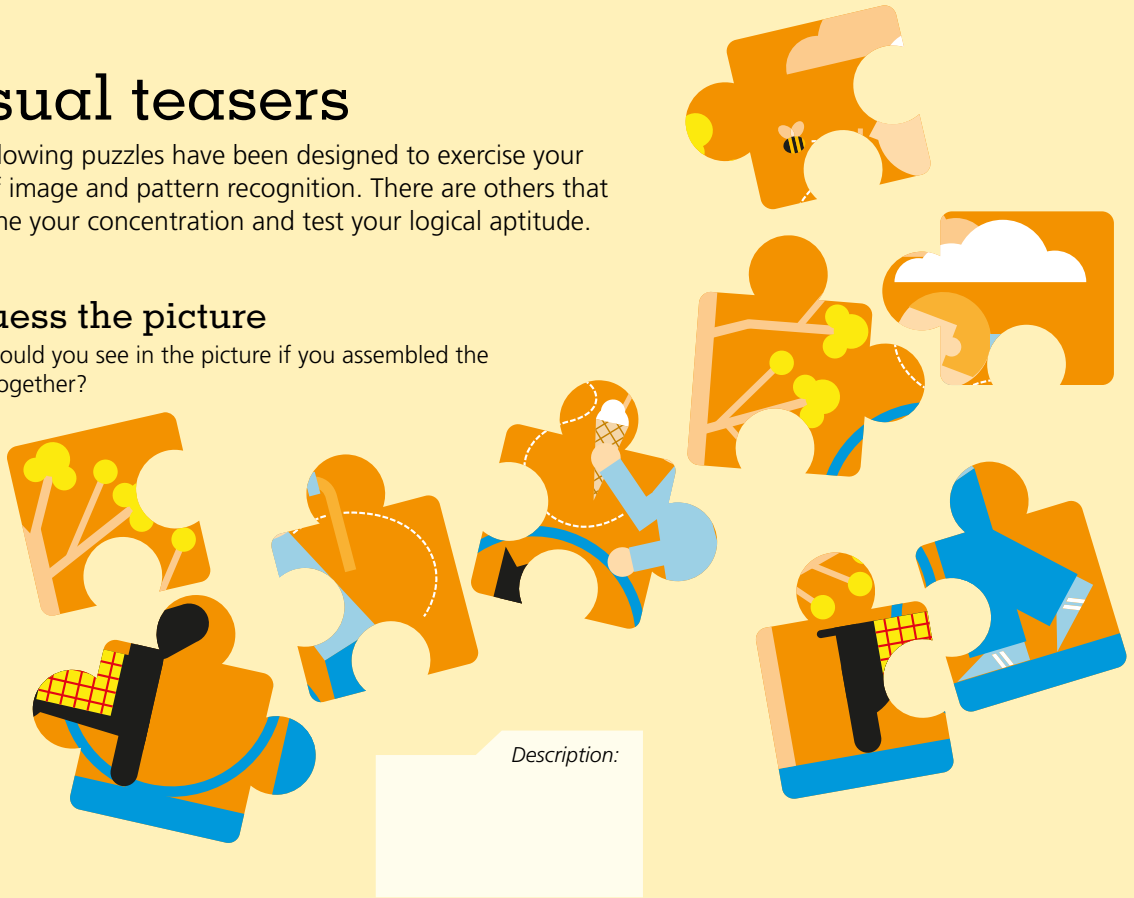 sual teasers
lowing puzzles have been designed to exercise your
f image and pattern recognition. There are others that
ne your concentration and test your logical aptitude.
uess the picture
ould you see in the picture if you assembled the
ogether?
Description: